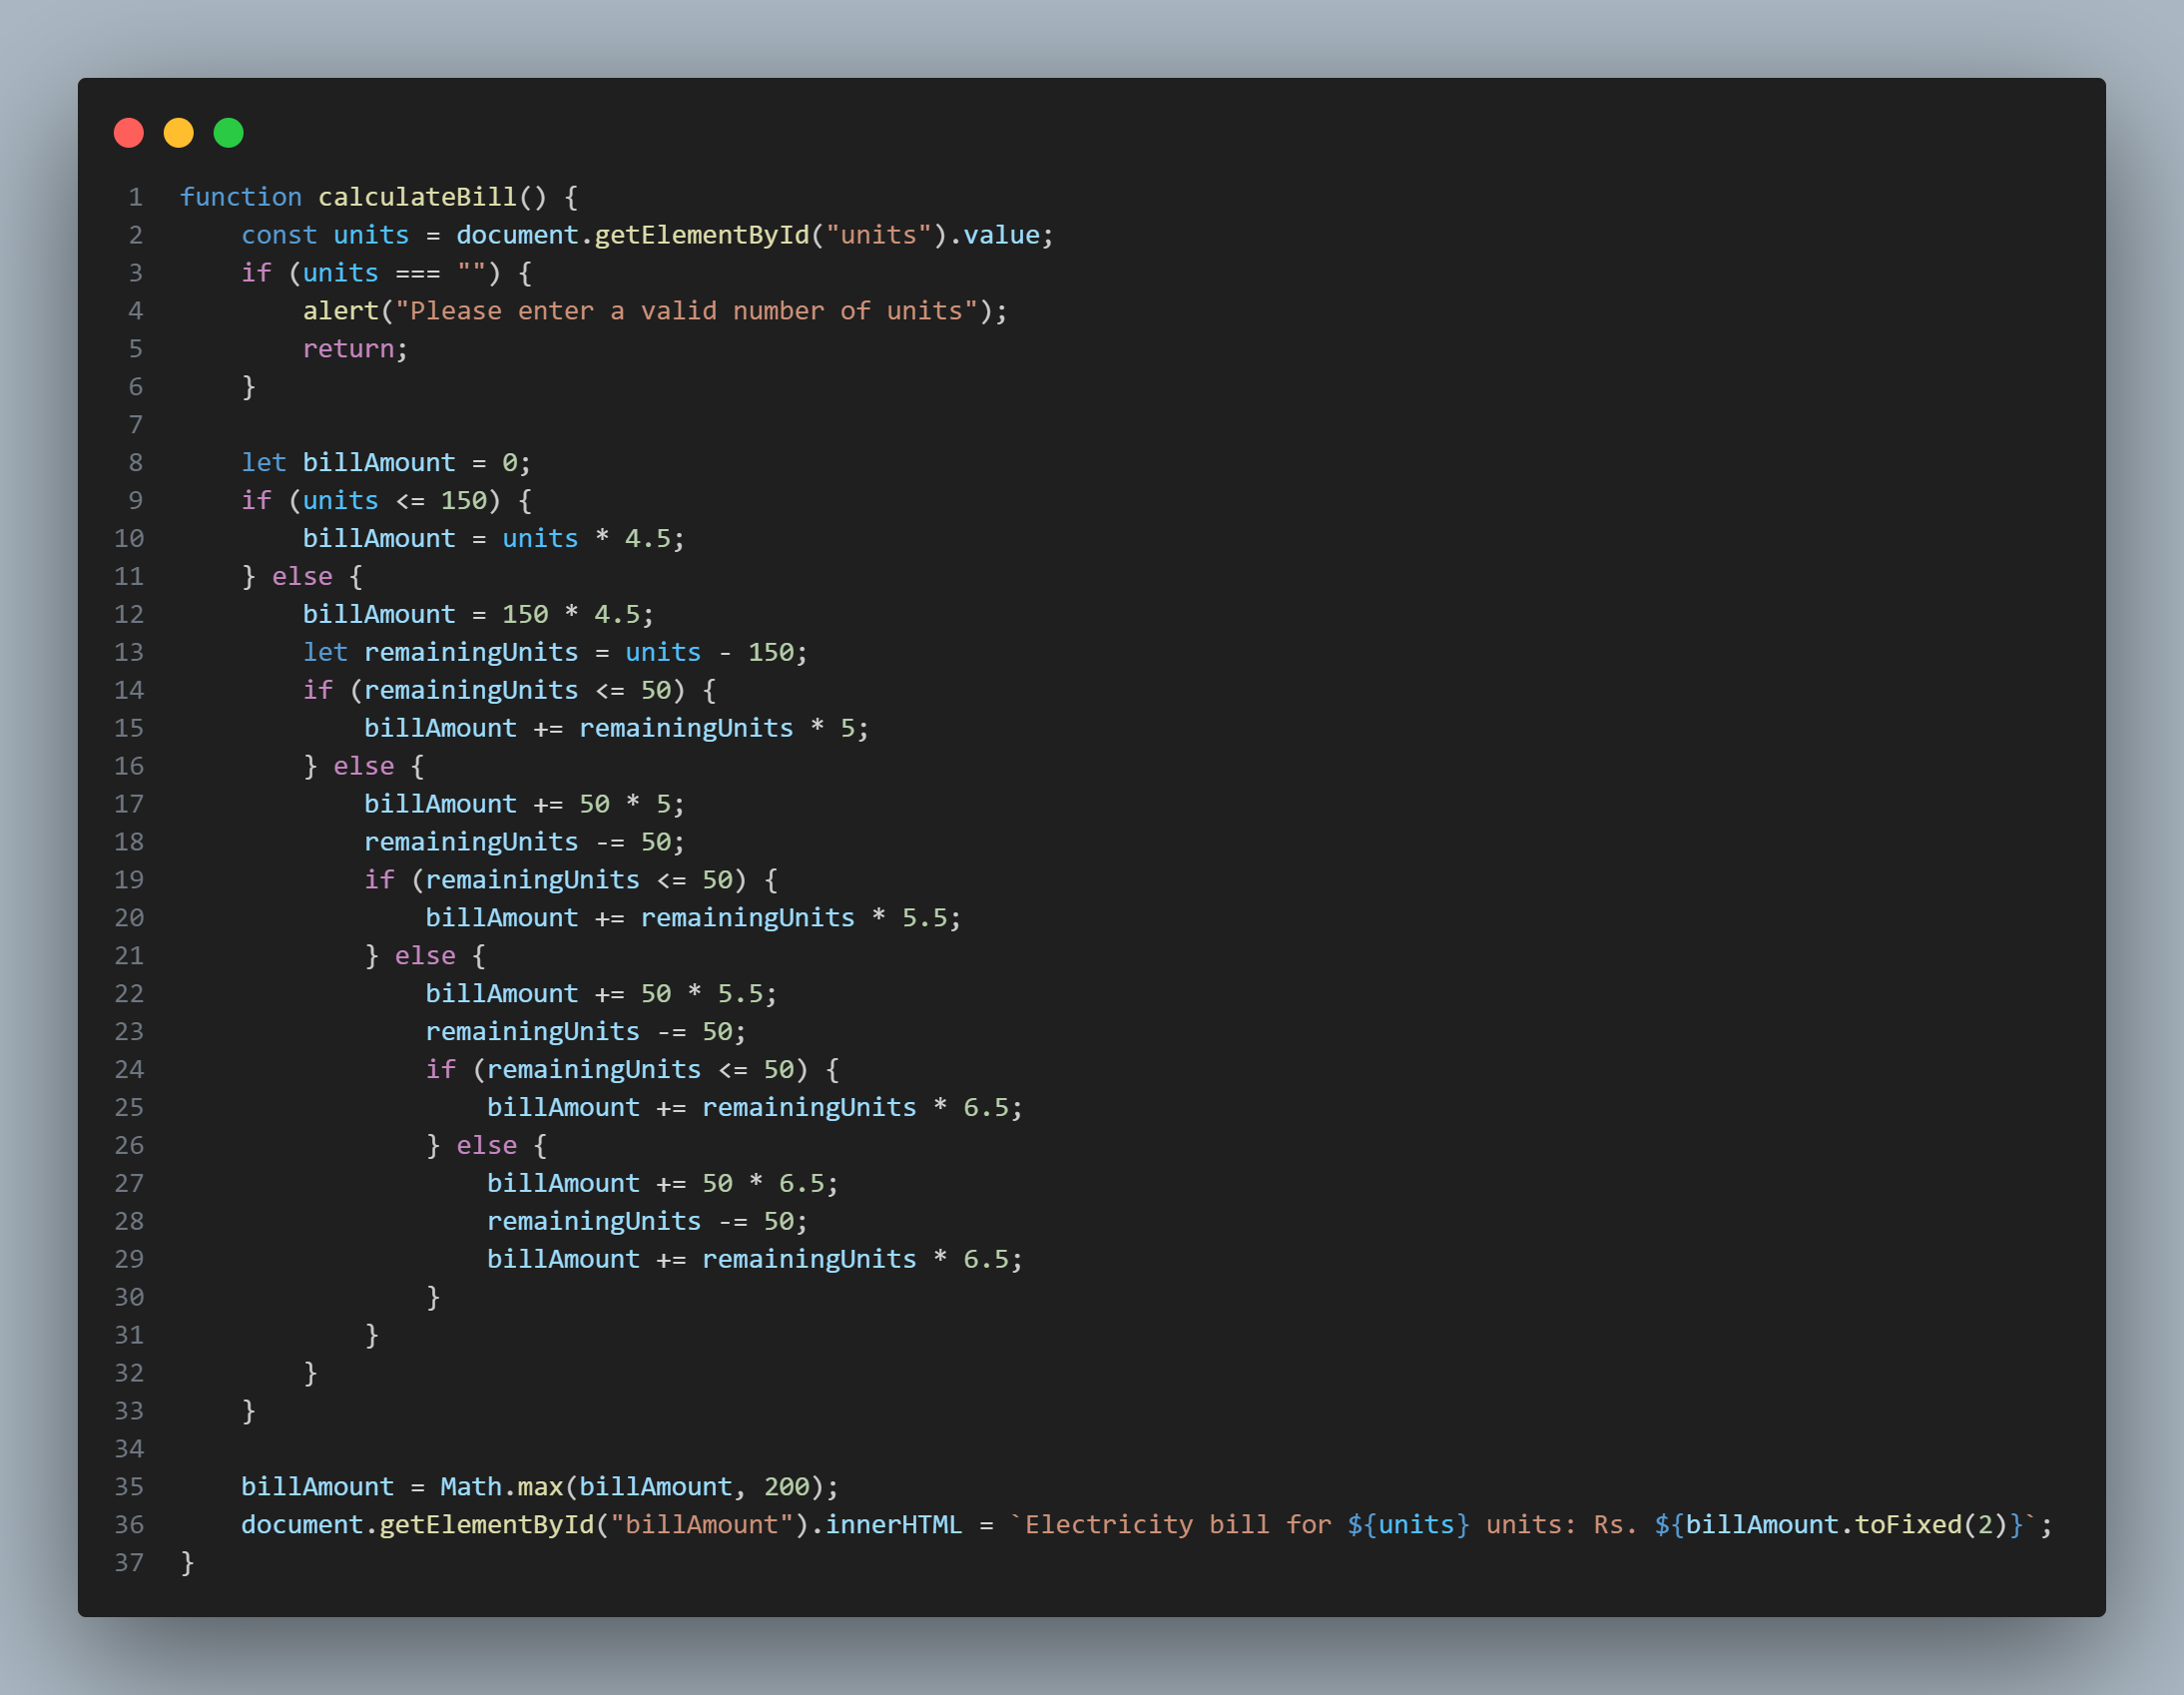 1 function calculateBill() {
2     const units = document.getElementById("units").value;
3     if (units === "") {
4         alert("Please enter a valid number of units");
5         return;
6     }
7
8     let billAmount = 0;
9     if (units <= 150) {
10         billAmount = units * 4.5;
11     } else {
12         billAmount = 150 * 4.5;
13         let remainingUnits = units - 150;
14         if (remainingUnits <= 50) {
15             billAmount += remainingUnits * 5;
16         } else {
17             billAmount += 50 * 5;
18             remainingUnits -= 50;
19             if (remainingUnits <= 50) {
20                 billAmount += remainingUnits * 5.5;
21             } else {
22                 billAmount += 50 * 5.5;
23                 remainingUnits -= 50;
24                 if (remainingUnits <= 50) {
25                     billAmount += remainingUnits * 6.5;
26                 } else {
27                     billAmount += 50 * 6.5;
28                     remainingUnits -= 50;
29                     billAmount += remainingUnits * 6.5;
30                 }
31             }
32         }
33     }
34
35     billAmount = Math.max(billAmount, 200);
36     document.getElementById("billAmount").innerHTML = `Electricity bill for ${units} units: Rs. ${billAmount.toFixed(2)}`;
37 }